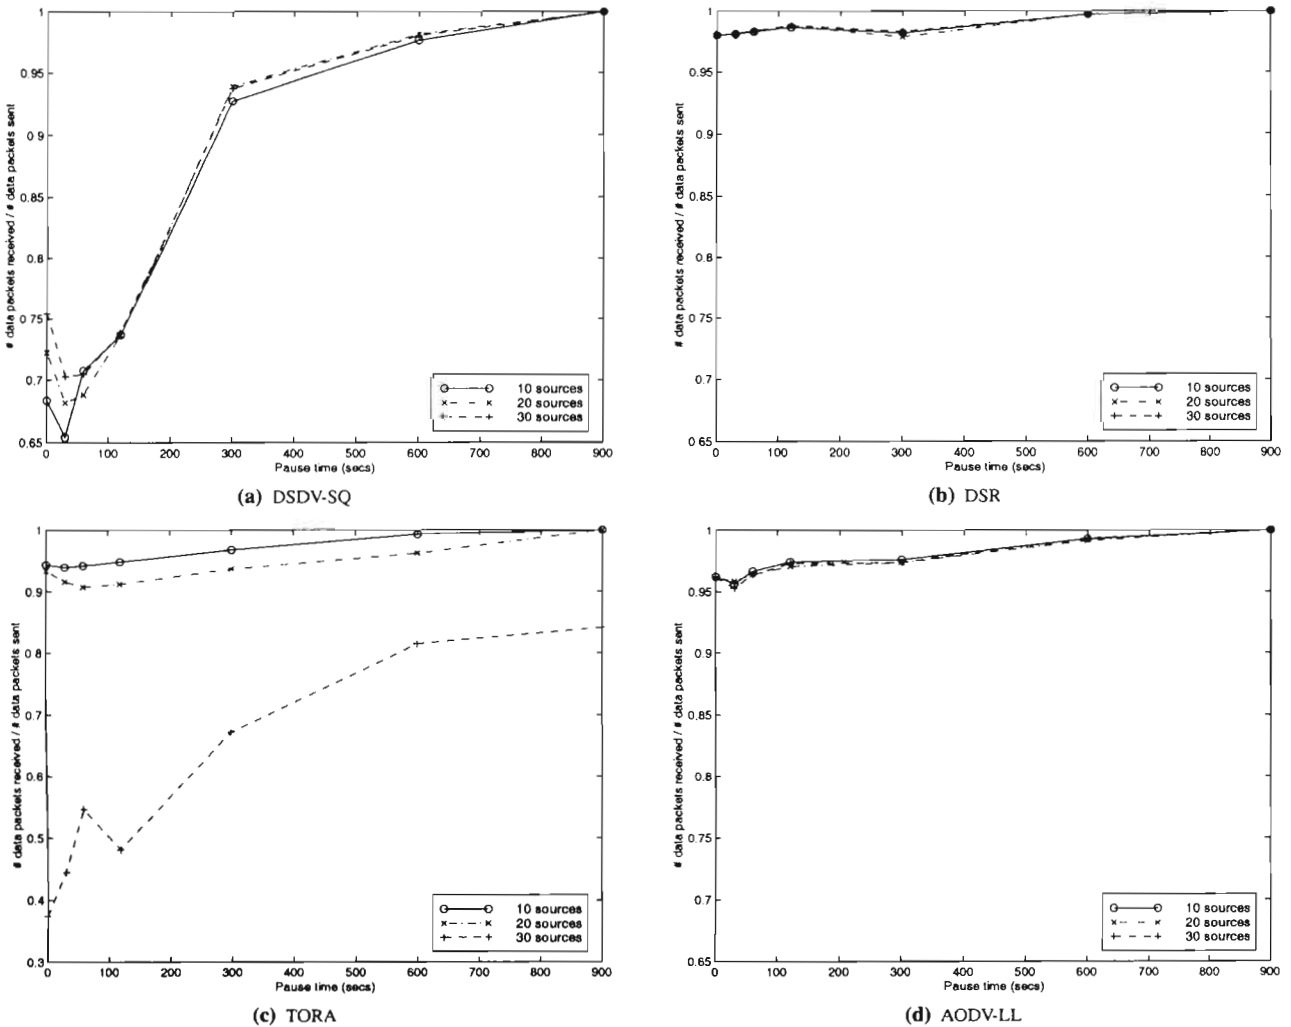 1
0.95
0.9
0.85
0.8
0.75
0.7
0.65
# data packets received / # data packets sent
0 100 200 300 400 500 600 700 800 900
Pause time (secs)
10 sources
20 sources
30 sources
(a) DSDV-SQ
1
0.95
0.9
0.85
0.8
0.75
0.7
0.65
# data packets received / # data packets sent
0 100 200 300 400 500 600 700 800 900
Pause time (secs)
10 sources
20 sources
30 sources
(b) DSR
1
0.9
0.8
0.7
0.6
0.5
0.4
0.3
# data packets received / # data packets sent
0 100 200 300 400 500 600 700 800 900
Pause time (secs)
10 sources
20 sources
30 sources
(c) TORA
1
0.95
0.9
0.85
0.8
0.75
0.7
0.65
# data packets received / # data packets sent
0 100 200 300 400 500 600 700 800 900
Pause time (secs)
10 sources
20 sources
30 sources
(d) AODV-LL